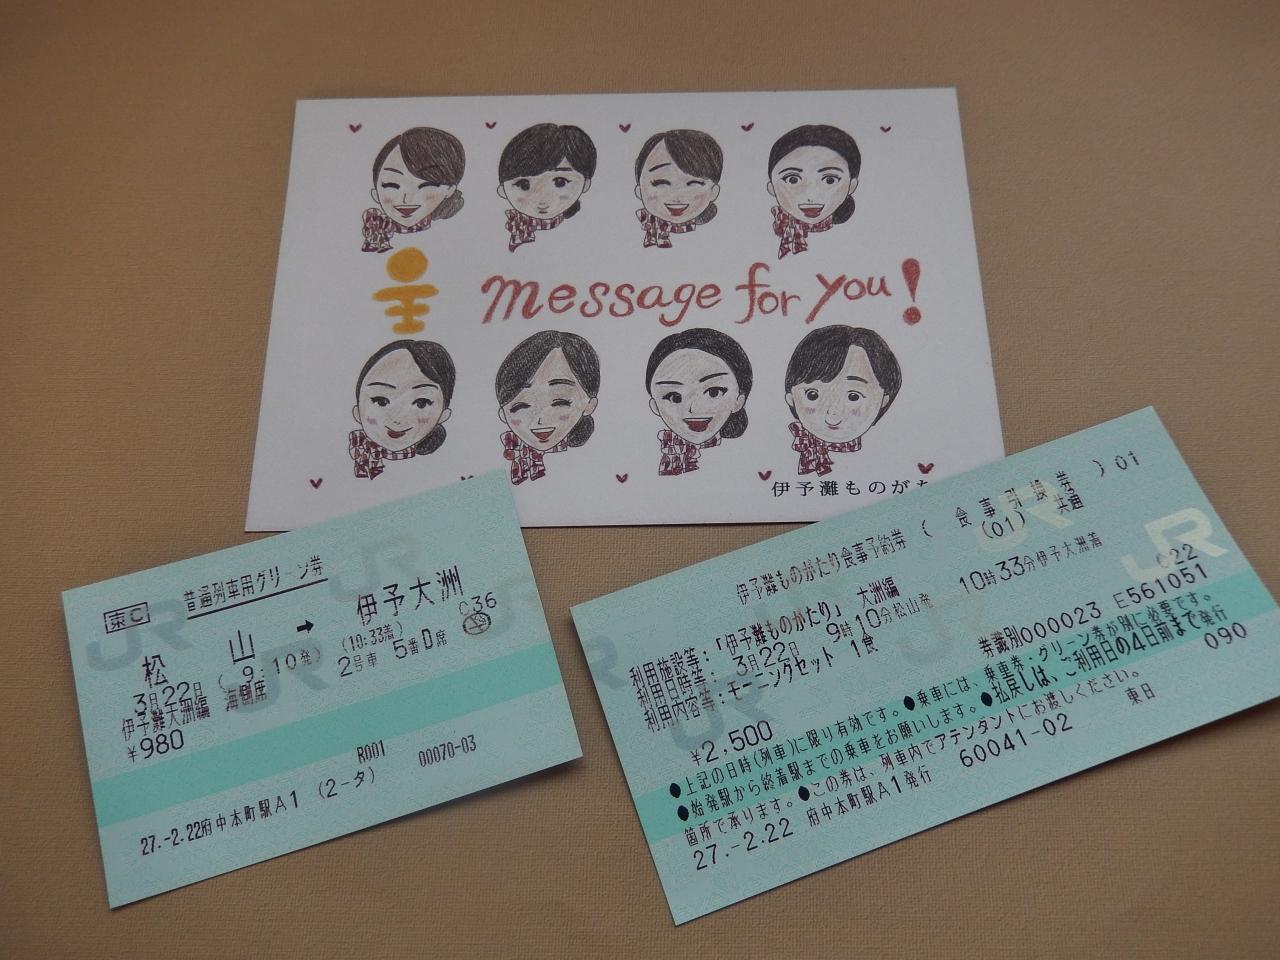 message for you!
伊予灘ものがた
東C 普通列車用グリーン券
松 山 ➡ 伊予大洲
(9:10発) (10:33着) C36
3月22日 海側席 2号車 5番D席
伊予灘大洲編
¥980
R001 00070-03
27.-2.22府中本町駅A1 (2-タ)
伊予灘ものがたり食事予約券 ( 食 事 引 換 券 ) 01
(01) 共通
利用施設等:「伊予灘ものがたり」 大洲編
利用日時等: 3月22日 9時10分松山発 10時33分伊予大洲着
利用内容等:モーニングセット 1食
C22
券識別000023 E561051
¥2,500
●上記の日時(列車)に限り有効です。●乗車には、乗車券・グリーン券が別に必要です。
●始発駅から終着駅までの乗車をお願いします。●払戻しは、ご利用日の4日前まで発行
箇所で承ります。●この券は、列車内でアテンダントにお渡しください。 090
27.-2.22 府中本町駅A1発行 60041-02 東日
JR